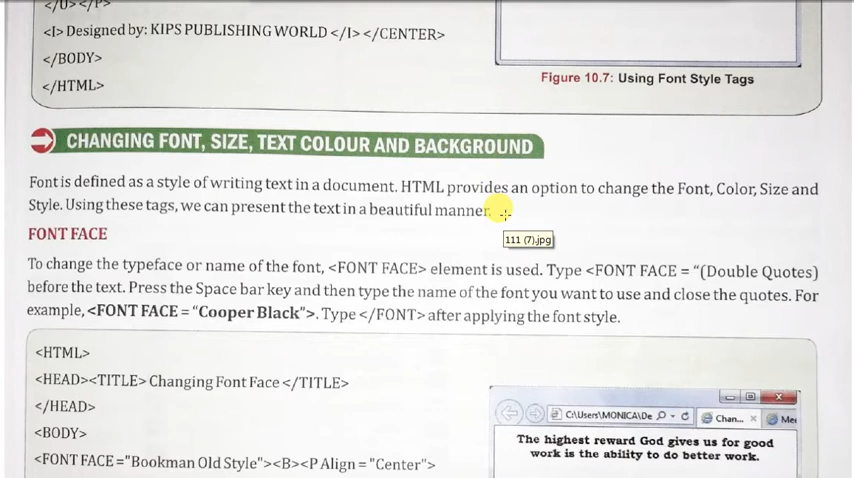 </U></P>
<I> Designed by: KIPS PUBLISHING WORLD </I> </CENTER>
</BODY>
</HTML>
Figure 10.7: Using Font Style Tags
CHANGING FONT, SIZE, TEXT COLOUR AND BACKGROUND
Font is defined as a style of writing text in a document. HTML provides an option to change the Font, Color, Size and
Style. Using these tags, we can present the text in a beautiful manner.
111 (7).jpg
FONT FACE
To change the typeface or name of the font, <FONT FACE> element is used. Type <FONT FACE = “(Double Quotes)
before the text. Press the Space bar key and then type the name of the font you want to use and close the quotes. For
example, <FONT FACE = “Cooper Black”>. Type </FONT> after applying the font style.
<HTML>
<HEAD><TITLE> Changing Font Face </TITLE>
</HEAD>
<BODY>
<FONT FACE ="Bookman Old Style"><B><P Align = "Center">
C:\Users\MONICA\De
Chan...
The highest reward God gives us for good
work is the ability to do better work.